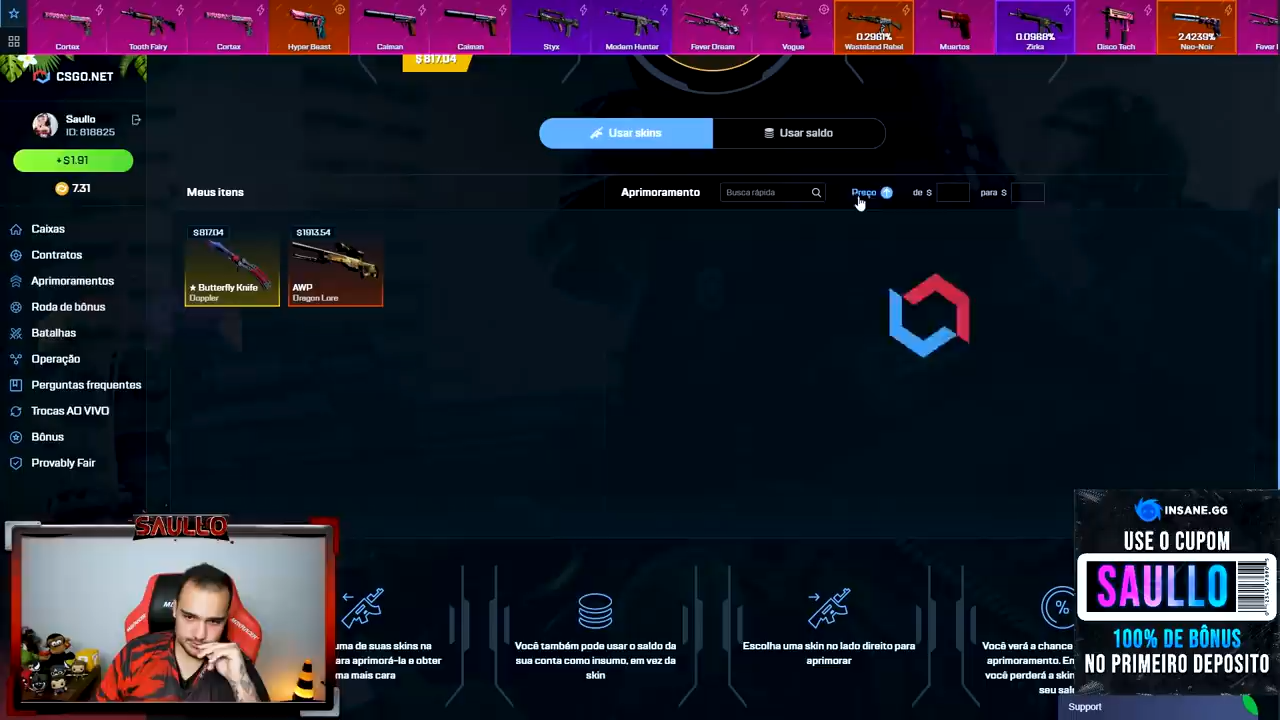 Cortex
Tooth Fairy
Cortex
Hyper Beast
Caiman
Caiman
Styx
Modern Hunter
Fever Dream
Vogue
0.2961%
Wasteland Rebel
Muertos
0.0988%
Zirka
Disco Tech
2.4239%
Neo-Noir
CSGO.NET
$817.04
Saullo
ID: 818825
+$1.91
7.31
Usar skins
Usar saldo
Meus itens
Aprimoramento
Busca rápida
Preço
de $
para $
$817.04
★ Butterfly Knife
Doppler
$1913.54
AWP
Dragon Lore
Caixas
Contratos
Aprimoramentos
Roda de bônus
Batalhas
Operação
Perguntas frequentes
Trocas AO VIVO
Bônus
Provably Fair
SAULLO
uma de suas skins na
ara aprimorá-la e obter
ma mais cara
Você também pode usar o saldo da
sua conta como insumo, em vez da
skin
Escolha uma skin no lado direito para
aprimorar
Você verá a chance
aprimoramento. En
você perderá a skin
seu sald
INSANE.GG
USE O CUPOM
SAULLO
100% DE BÔNUS
NO PRIMEIRO DEPOSITO
Support